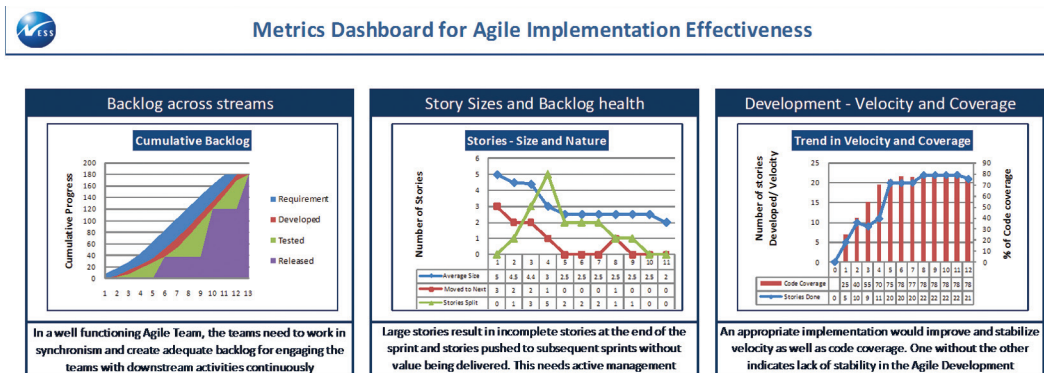 NESS
Metrics Dashboard for Agile Implementation Effectiveness
Backlog across streams
Cumulative Backlog
Cumulative Progress
200
180
160
140
120
100
80
60
40
20
0
1 2 3 4 5 6 7 8 9 10 11 12 13
Requirement
Developed
Tested
Released
In a well functioning Agile Team, the teams need to work in
synchronism and create adequate backlog for engaging the
teams with downstream activities continuously
Story Sizes and Backlog health
Stories - Size and Nature
Number of Stories
6
5
4
3
2
1
0
1 2 3 4 5 6 7 8 9 10 11
Average Size 5 4.5 4.4 3 2.5 2.5 2.5 2.5 2.5 2.5 2
Moved to Next 3 2 2 1 0 0 0 1 0 0 0
Stories Split 0 1 3 5 2 2 2 1 1 0 0
Large stories result in incomplete stories at the end of the
sprint and stories pushed to subsequent sprints without
value being delivered. This needs active management
Development - Velocity and Coverage
Trend in Velocity and Coverage
Number of stories
Developed/ Velocity
25
20
15
10
5
0
90
80
70
60
50
40
30
20
10
0
% of Code coverage
0 1 2 3 4 5 6 7 8 9 10 11 12
Code Coverage 25 40 55 70 75 78 77 78 78 78 78 78
Stories Done 0 5 10 9 11 20 20 20 22 22 22 22 21
An appropriate implementation would improve and stabilize
velocity as well as code coverage. One without the other
indicates lack of stability in the Agile Development